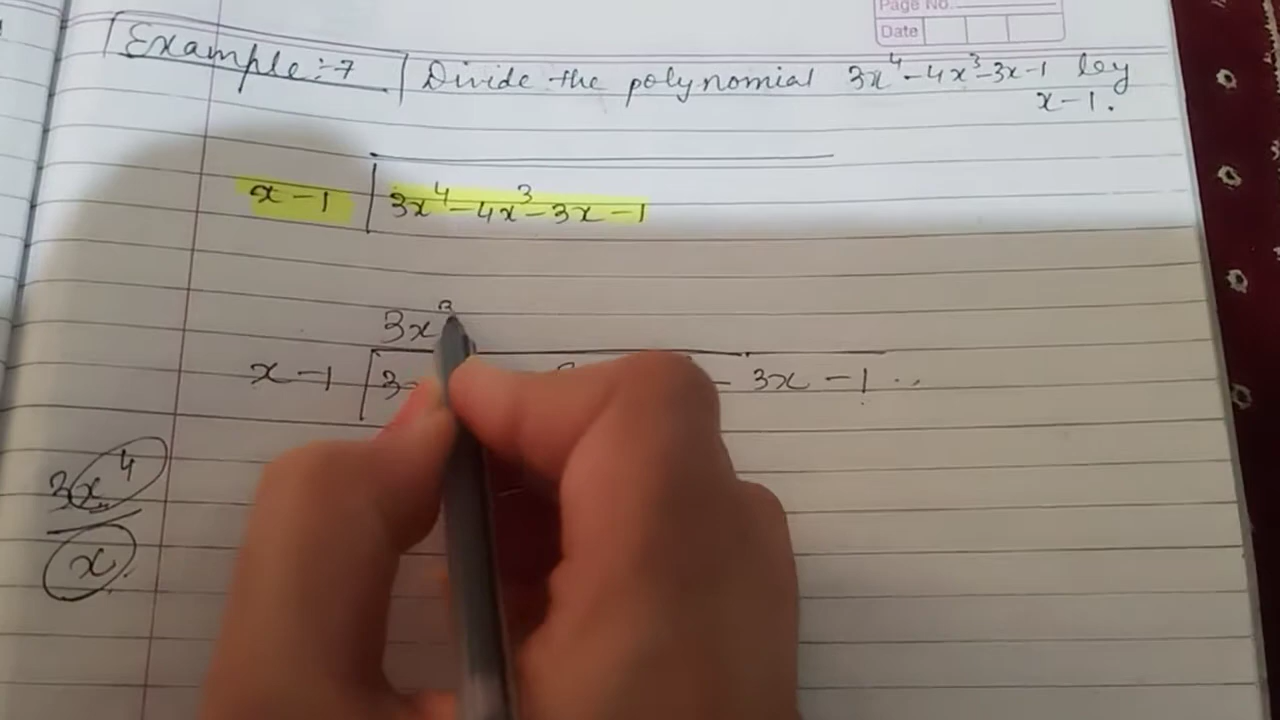 Page No.
Date
Example:-7 Divide the polynomial 3x⁴-4x³-3x-1 by
x-1.
x-1 3x⁴-4x³-3x-1
3x³
x-1 3 - 3x-1
3x⁴
x